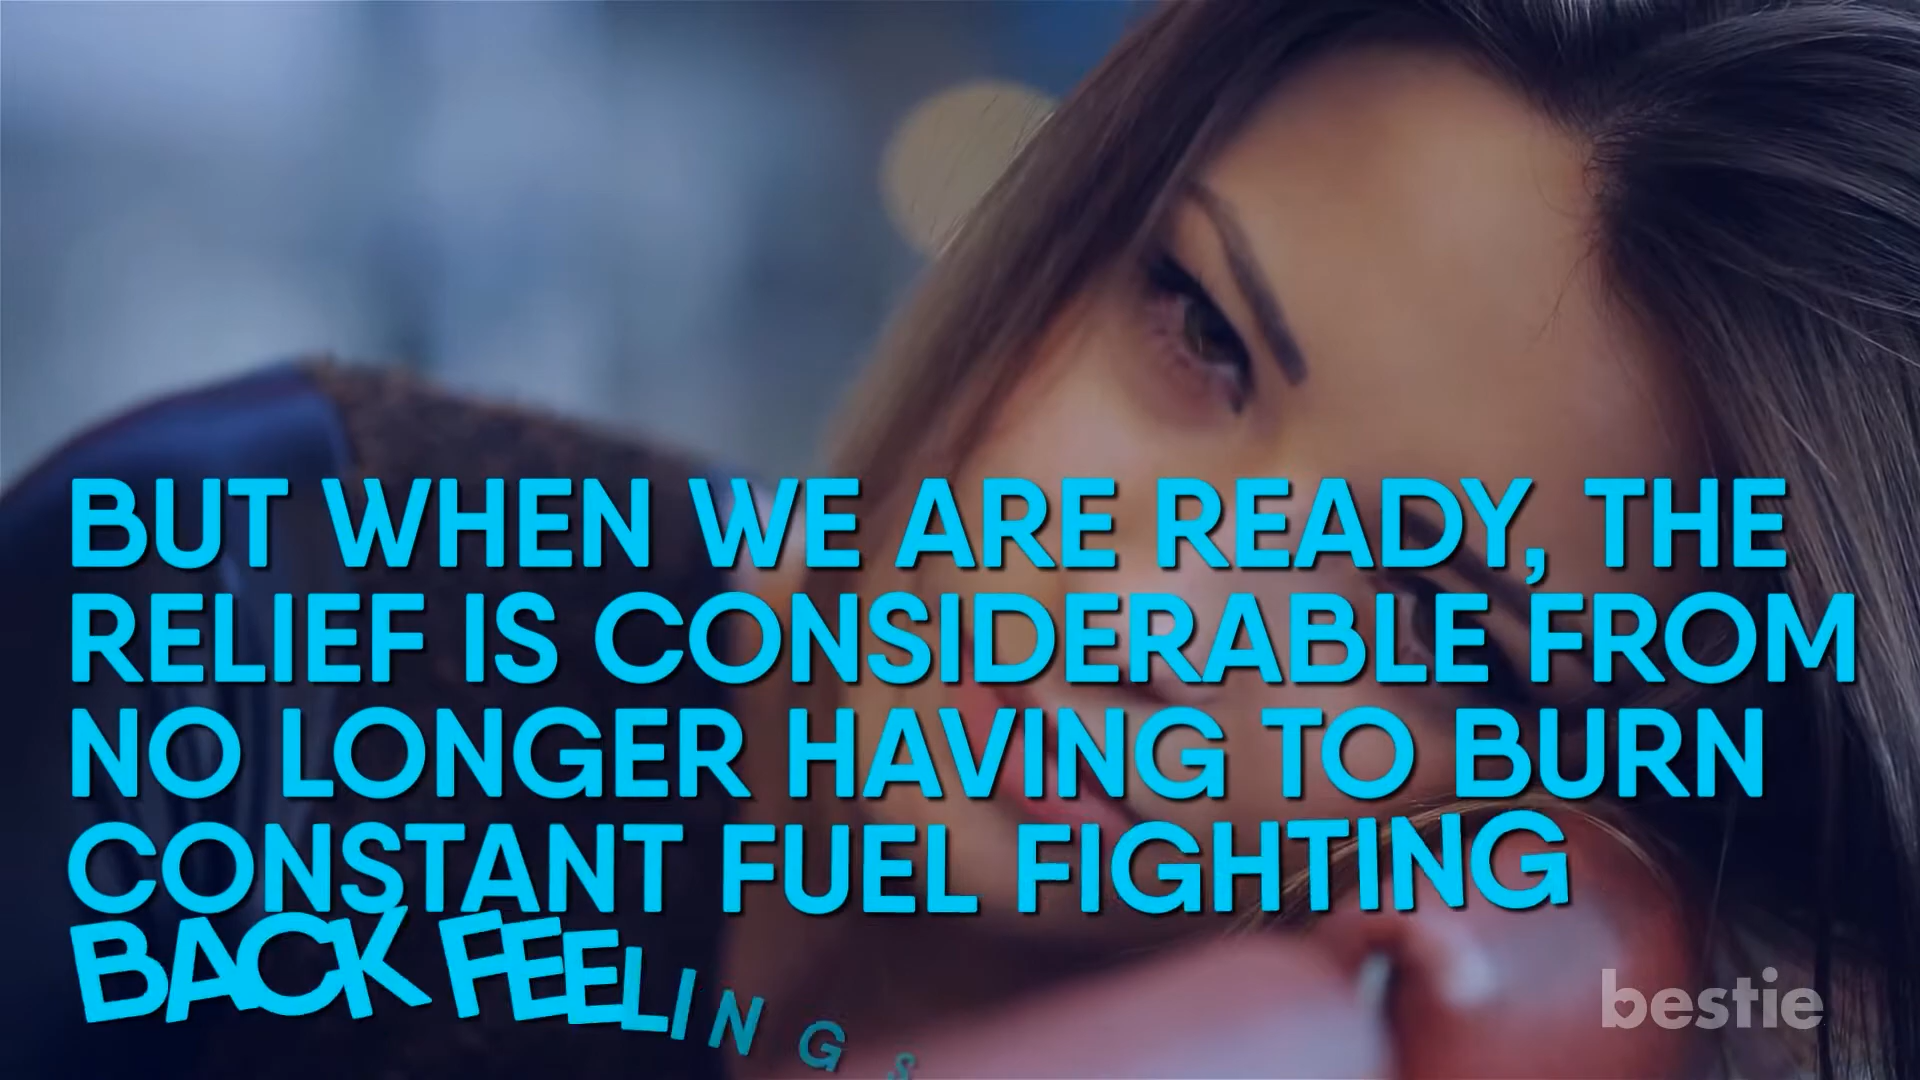 BUT WHEN WE ARE READY, THE
RELIEF IS CONSIDERABLE FROM
NO LONGER HAVING TO BURN
CONSTANT FUEL FIGHTING
BACK FEELINGS
bestie